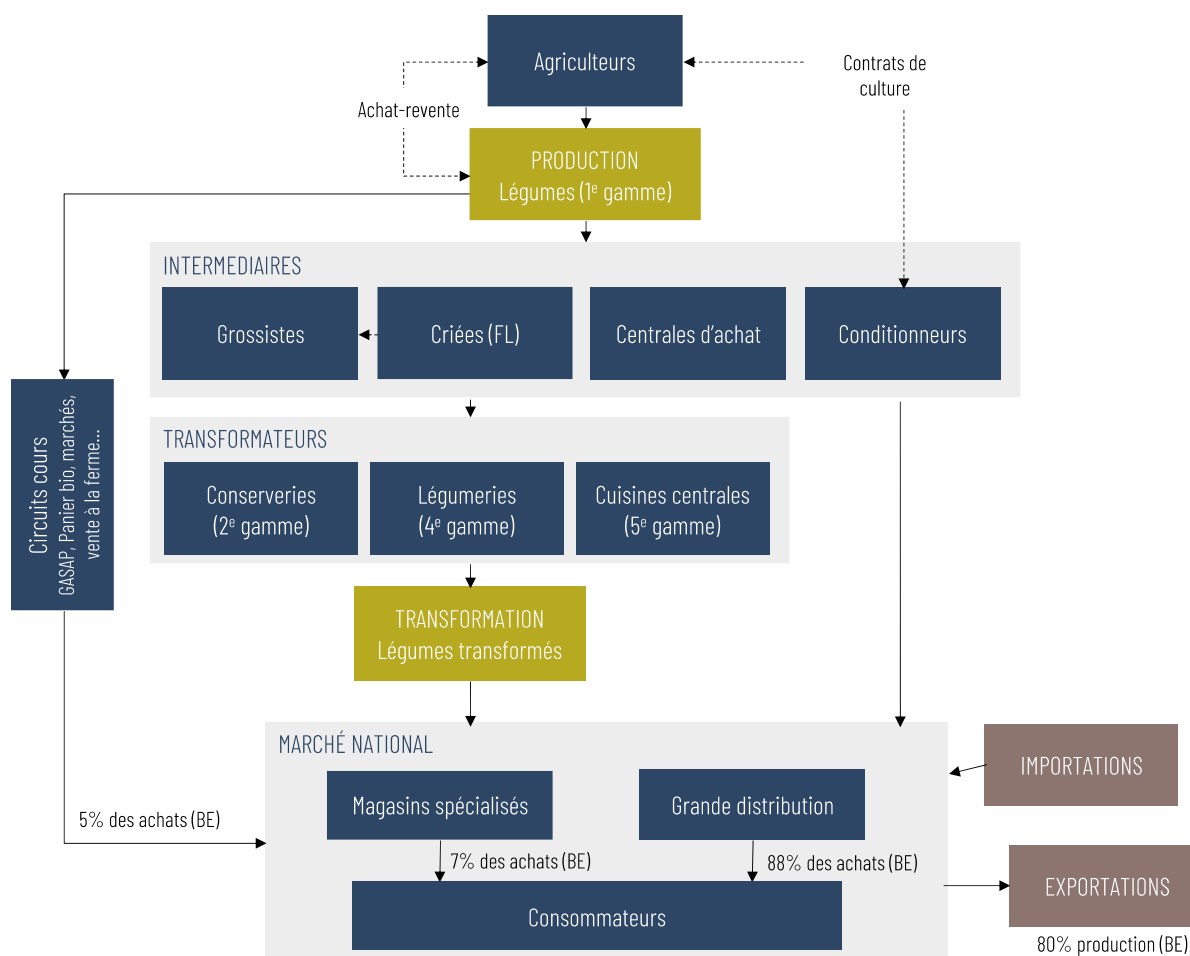 Agriculteurs
Contrats de
culture
Achat-revente
PRODUCTION
Légumes (1ᵉ gamme)
INTERMEDIAIRES
Grossistes
Criées (FL)
Centrales d'achat
Conditionneurs
Circuits cours
GASAP, Panier bio, marchés,
vente à la ferme...
TRANSFORMATEURS
Conserveries
(2ᵉ gamme)
Légumeries
(4ᵉ gamme)
Cuisines centrales
(5ᵉ gamme)
TRANSFORMATION
Légumes transformés
MARCHÉ NATIONAL
IMPORTATIONS
Magasins spécialisés
Grande distribution
5% des achats (BE)
7% des achats (BE)
88% des achats (BE)
Consommateurs
EXPORTATIONS
80% production (BE)